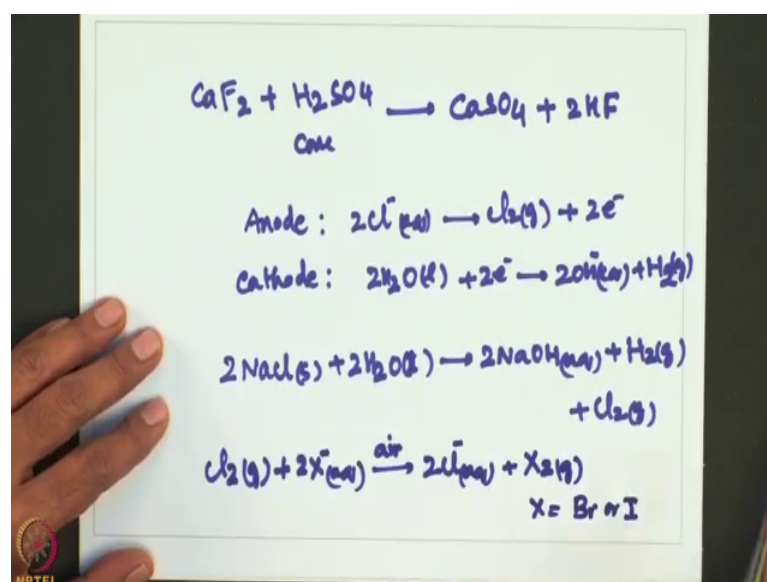 CaF2 + H2SO4 ⟶ CaSO4 + 2HF
Conc
Anode : 2Cl⁻(aq) ⟶ Cl2(g) + 2e⁻
Cathode : 2H2O(l) + 2e⁻ ⟶ 2OH⁻(aq) + H2(g)
2NaCl(s) + 2H2O(l) ⟶ 2NaOH(aq) + H2(g)
+ Cl2(g)
Cl2(g) + 2X⁻(aq) air⟶ 2Cl⁻(aq) + X2(g)
X = Br or I
NPTEL